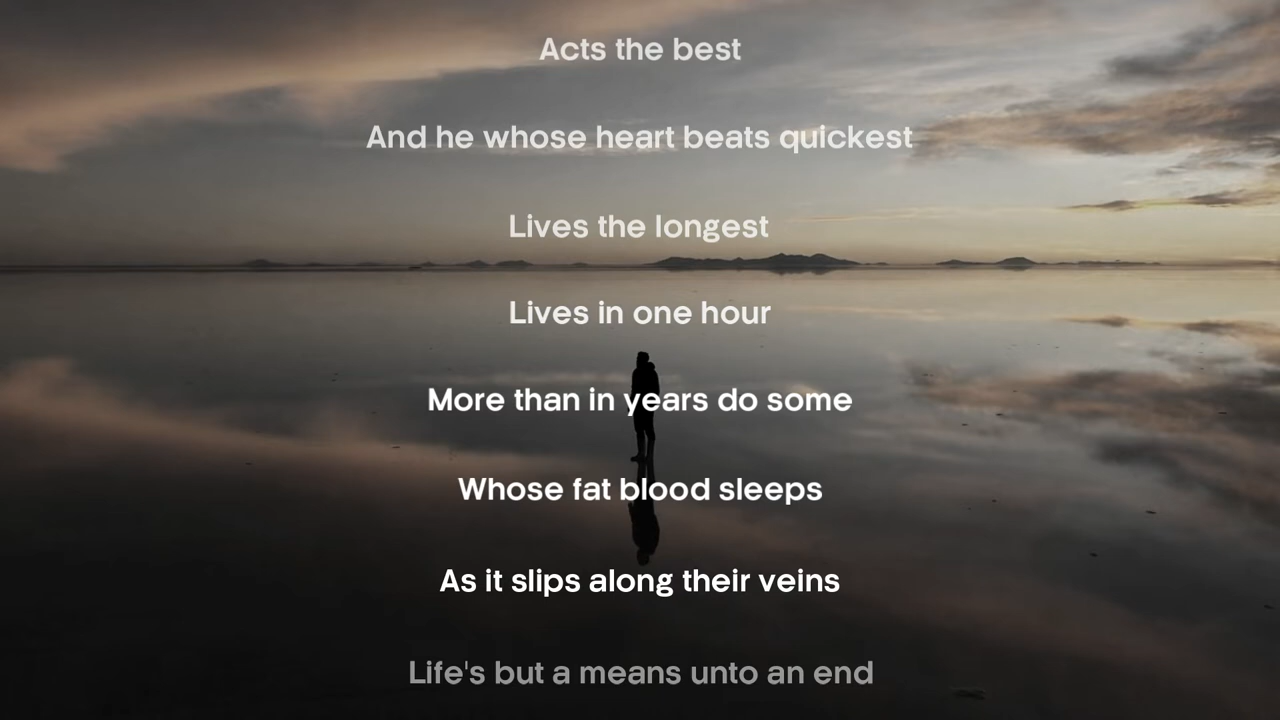 Acts the best
And he whose heart beats quickest
Lives the longest
Lives in one hour
More than in years do some
Whose fat blood sleeps
As it slips along their veins
Life's but a means unto an end